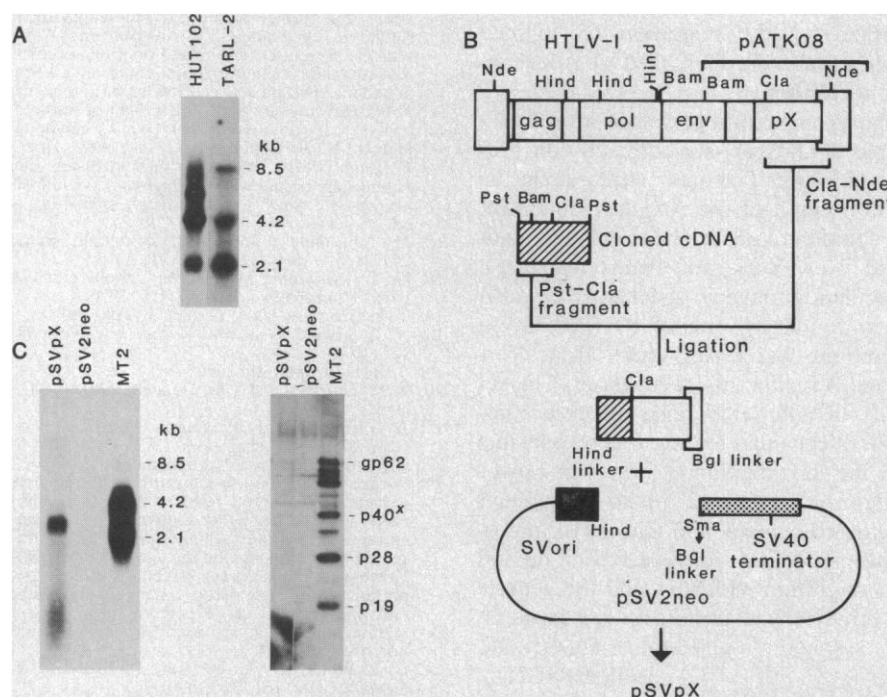 A
HUT102
TARL-2
kb
8.5
4.2
2.1
B
HTLV-I
pATK08
Nde
Hind
Hind
Hind
Bam
Bam
Cla
Nde
gag
pol
env
pX
Cla-Nde
fragment
Pst
Bam
Cla
Pst
Cloned cDNA
Pst-Cla
fragment
Ligation
Cla
Hind
linker
+
Bgl linker
Hind
SVori
Sma
Bgl
linker
SV40
terminator
pSV2neo
pSVpX
C
pSVpX
pSV2neo
MT2
kb
8.5
4.2
2.1
pSVpX
pSV2neo
MT2
gp62
p40x
p28
p19